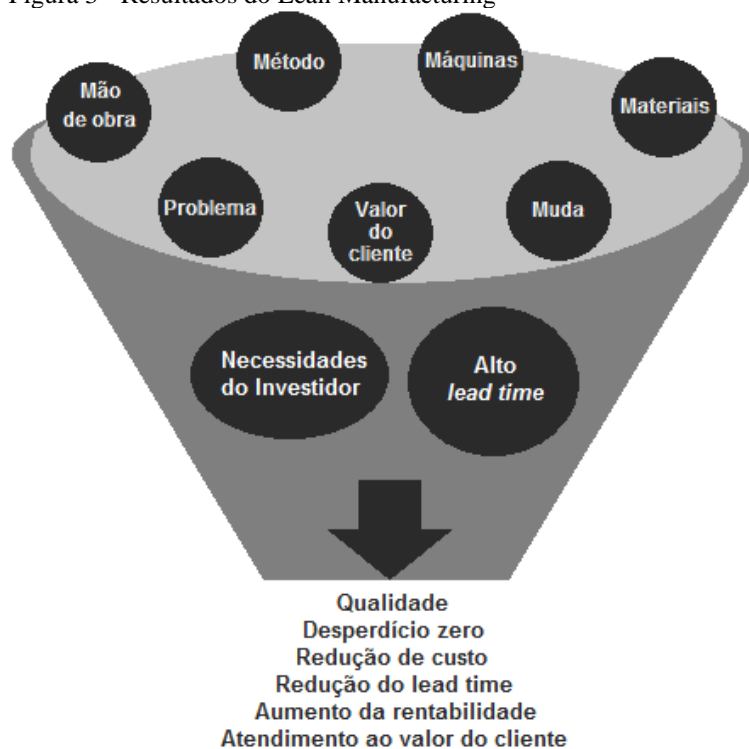 Figura 3 - Resultados do Lean Manufacturing
Mão
de obra
Método
Máquinas
Materiais
Problema
Valor
do
cliente
Muda
Necessidades
do Investidor
Alto
lead time
Qualidade
Desperdício zero
Redução de custo
Redução do lead time
Aumento da rentabilidade
Atendimento ao valor do cliente